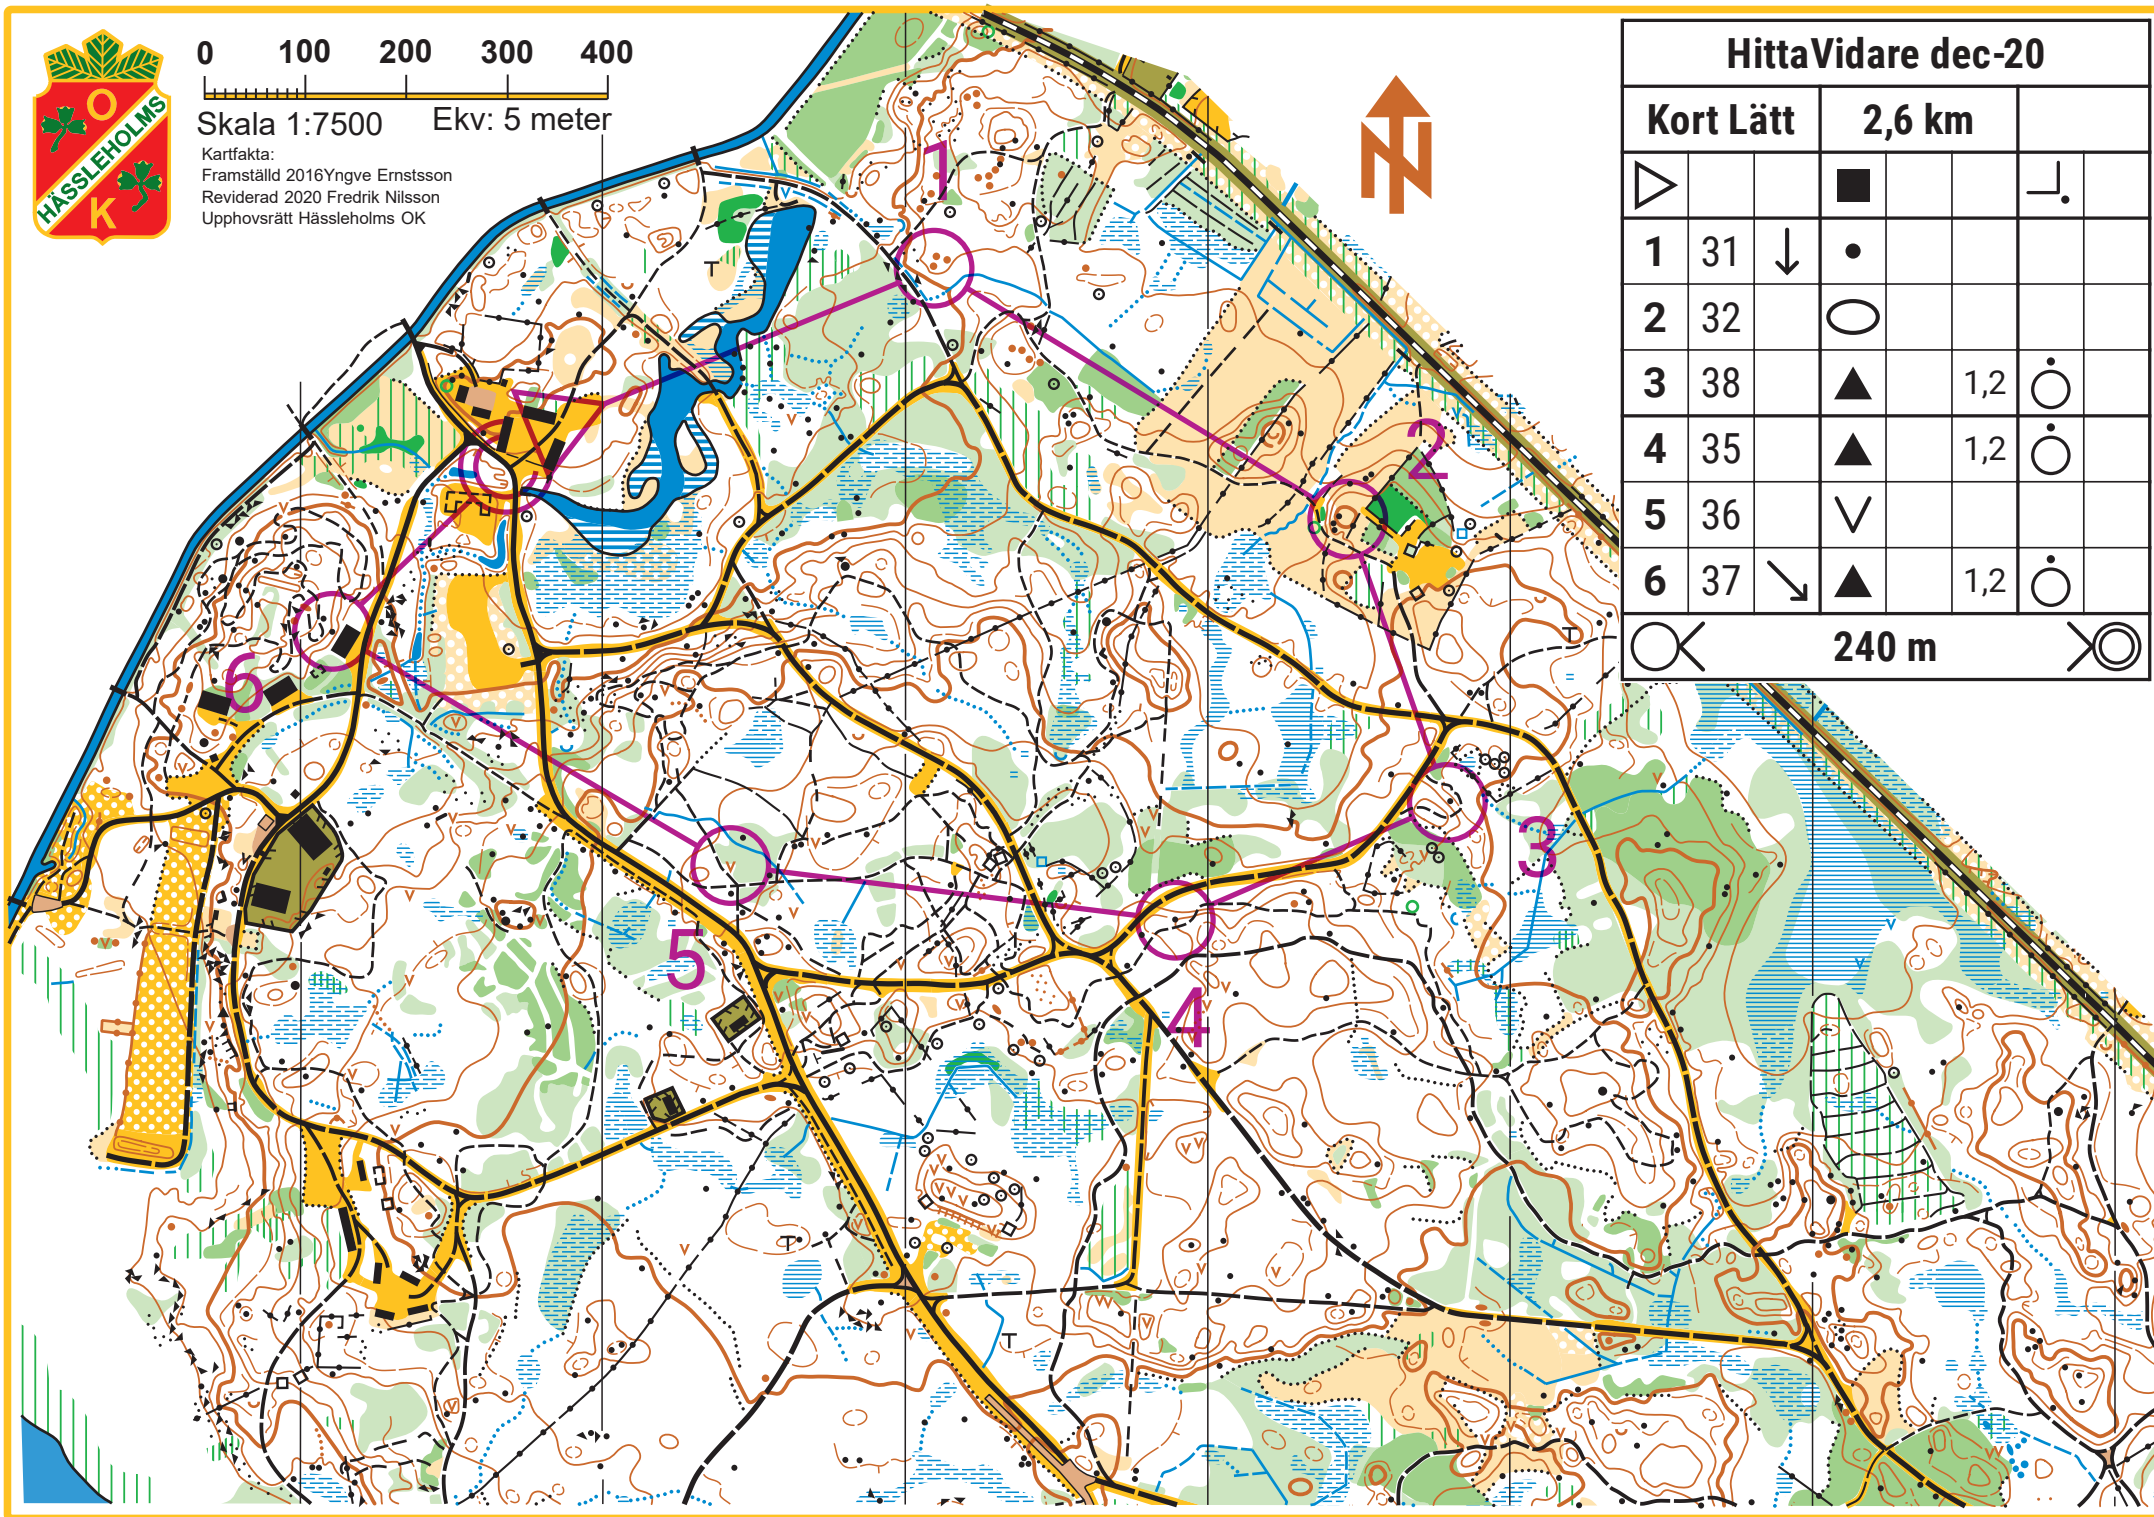 O
HÄSSLEHOLMS
K
0 100 200 300 400
Skala 1:7500 Ekv: 5 meter
Kartfakta:
Framställd 2016Yngve Ernstsson
Reviderad 2020 Fredrik Nilsson
Upphovsrätt Hässleholms OK
N
HittaVidare dec-20
Kort Lätt 2,6 km
1 31
2 32
3 38 1,2
4 35 1,2
5 36
6 37 1,2
240 m
1
2
3
4
5
6